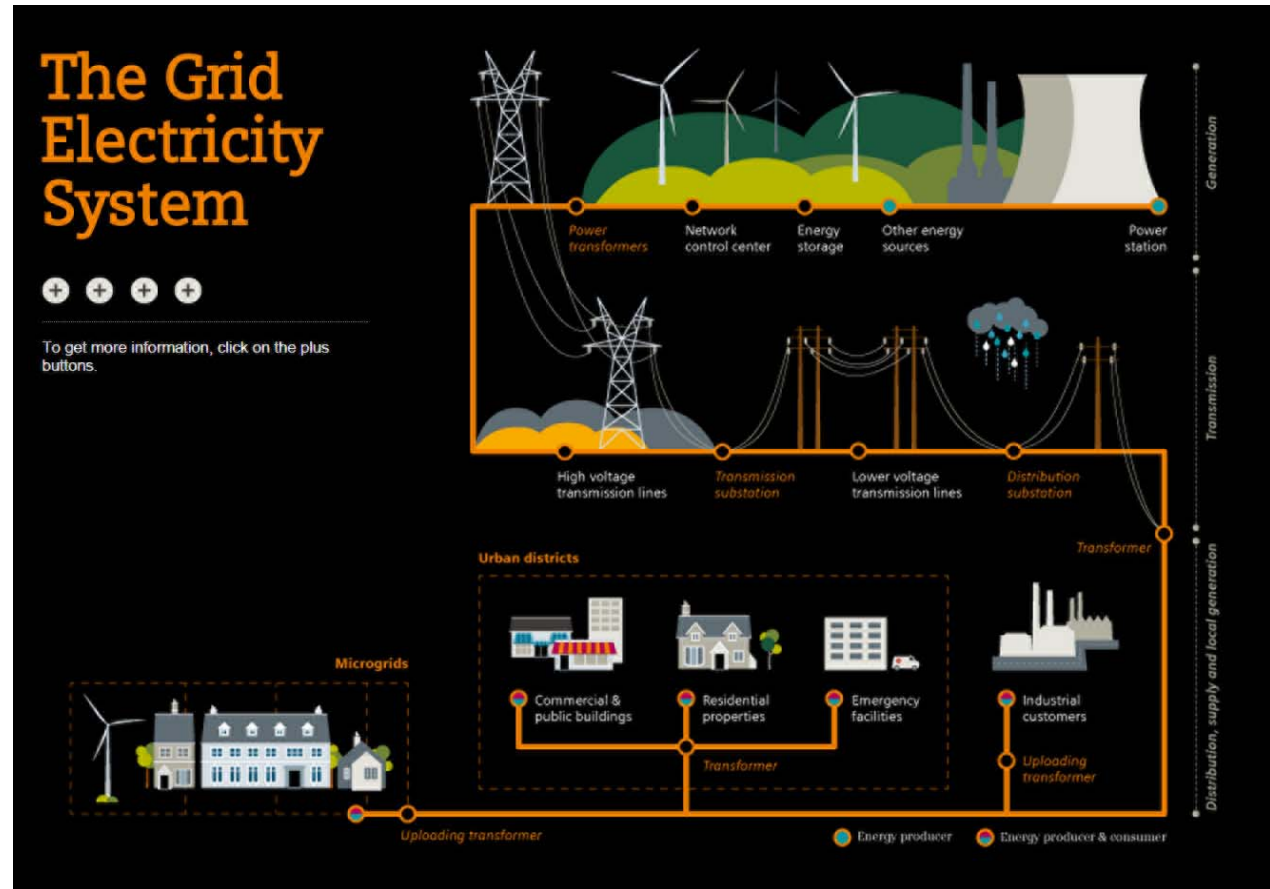 The Grid
Electricity
System
To get more information, click on the plus
buttons.
Power
transformers
Network
control center
Energy
storage
Other energy
sources
Power
station
Generation
High voltage
transmission lines
Transmission
substation
Lower voltage
transmission lines
Distribution
substation
Transmission
Transformer
Urban districts
Commercial &
public buildings
Residential
properties
Emergency
facilities
Industrial
customers
Transformer
Uploading
transformer
Microgrids
Uploading transformer
Energy producer
Energy producer & consumer
Distribution, supply and local generation